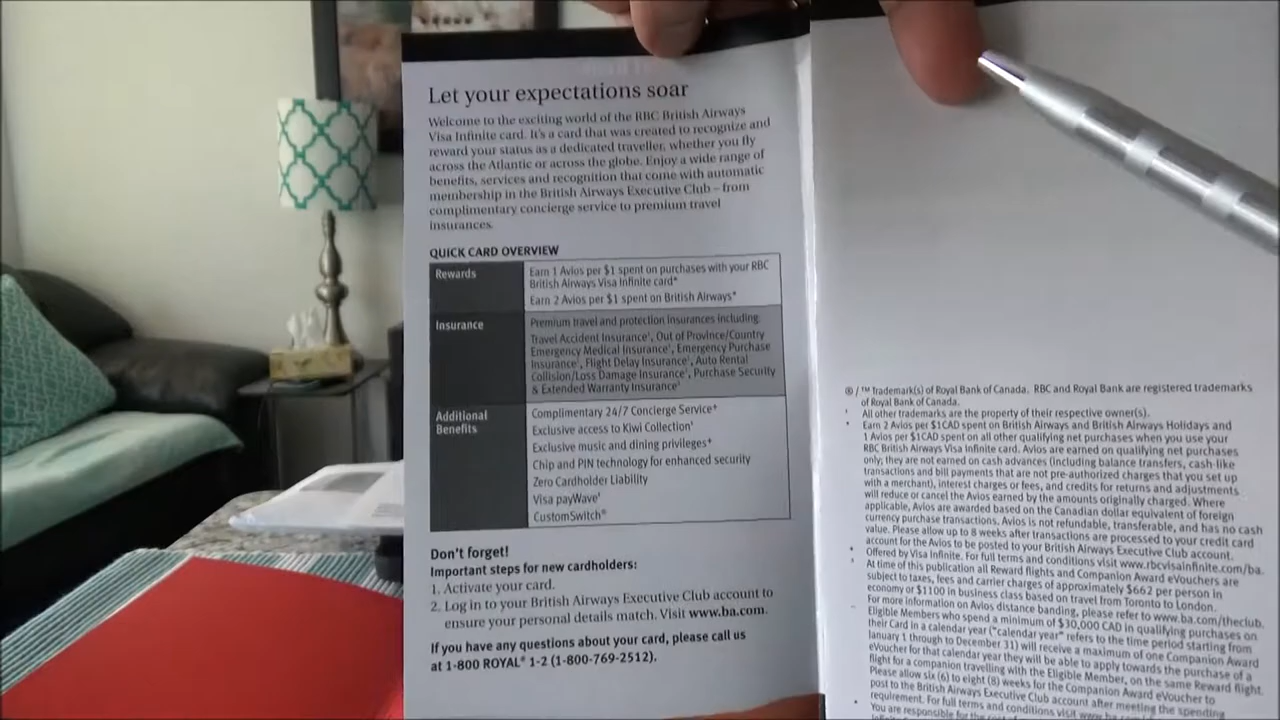 Let your expectations soar
Welcome to the exciting world of the RBC British Airways
Visa Infinite card. It's a card that was created to recognize and
reward your status as a dedicated traveller, whether you fly
across the Atlantic or across the globe. Enjoy a wide range of
benefits, services and recognition that come with automatic
membership in the British Airways Executive Club – from
complimentary concierge service to premium travel
insurances.
QUICK CARD OVERVIEW
Rewards
Earn 1 Avios per $1 spent on purchases with your RBC
British Airways Visa Infinite card*
Earn 2 Avios per $1 spent on British Airways*
Insurance
Premium travel and protection insurances including:
Travel Accident Insurance†, Out of Province/Country
Emergency Medical Insurance†, Emergency Purchase
Insurance†, Flight Delay Insurance†, Auto Rental
Collision/Loss Damage Insurance†, Purchase Security
& Extended Warranty Insurance†
Additional
Benefits
Complimentary 24/7 Concierge Service+
Exclusive access to Kiwi Collection†
Exclusive music and dining privileges+
Chip and PIN technology for enhanced security
Zero Cardholder Liability
Visa payWave†
CustomSwitch®
Don't forget!
Important steps for new cardholders:
1. Activate your card.
2. Log in to your British Airways Executive Club account to
ensure your personal details match. Visit www.ba.com.
If you have any questions about your card, please call us
at 1-800 ROYAL® 1-2 (1-800-769-2512).
® / ™ Trademark(s) of Royal Bank of Canada. RBC and Royal Bank are registered trademarks
of Royal Bank of Canada.
All other trademarks are the property of their respective owner(s).
Earn 2 Avios per $1CAD spent on British Airways and British Airways Holidays and
1 Avios per $1CAD spent on all other qualifying net purchases when you use your
RBC British Airways Visa Infinite card. Avios are earned on qualifying net purchases
only; they are not earned on cash advances (including balance transfers, cash-like
transactions and bill payments that are not pre-authorized charges that you set up
with a merchant), interest charges or fees, and credits for returns and adjustments
will reduce or cancel the Avios earned by the amounts originally charged. Where
applicable, Avios are awarded based on the Canadian dollar equivalent of foreign
currency purchase transactions. Avios is not refundable, transferable, and has no cash
value. Please allow up to 8 weeks after transactions are processed to your credit card
account for the Avios to be posted to your British Airways Executive Club account.
Offered by Visa Infinite. For full terms and conditions visit www.rbcvisainfinite.com/ba.
At time of this publication all Reward flights and Companion Award eVouchers are
subject to taxes, fees and carrier charges of approximately $662 per person in
economy or $1100 in business class based on travel from Toronto to London.
For more information on Avios distance banding, please refer to www.ba.com/theclub.
Eligible Members who spend a minimum of $30,000 CAD in qualifying purchases on
their Card in a calendar year ("calendar year" refers to the time period starting from
January 1 through to December 31) will receive a maximum of one Companion Award
eVoucher for that calendar year they will be able to apply towards the purchase of a
flight for a companion travelling with the Eligible Member, on the same Reward flight.
Please allow six (6) to eight (8) weeks for the Companion Award eVoucher to
post to the British Airways Executive Club account after meeting the spending
requirement. For full terms and conditions visit
You are responsible for the